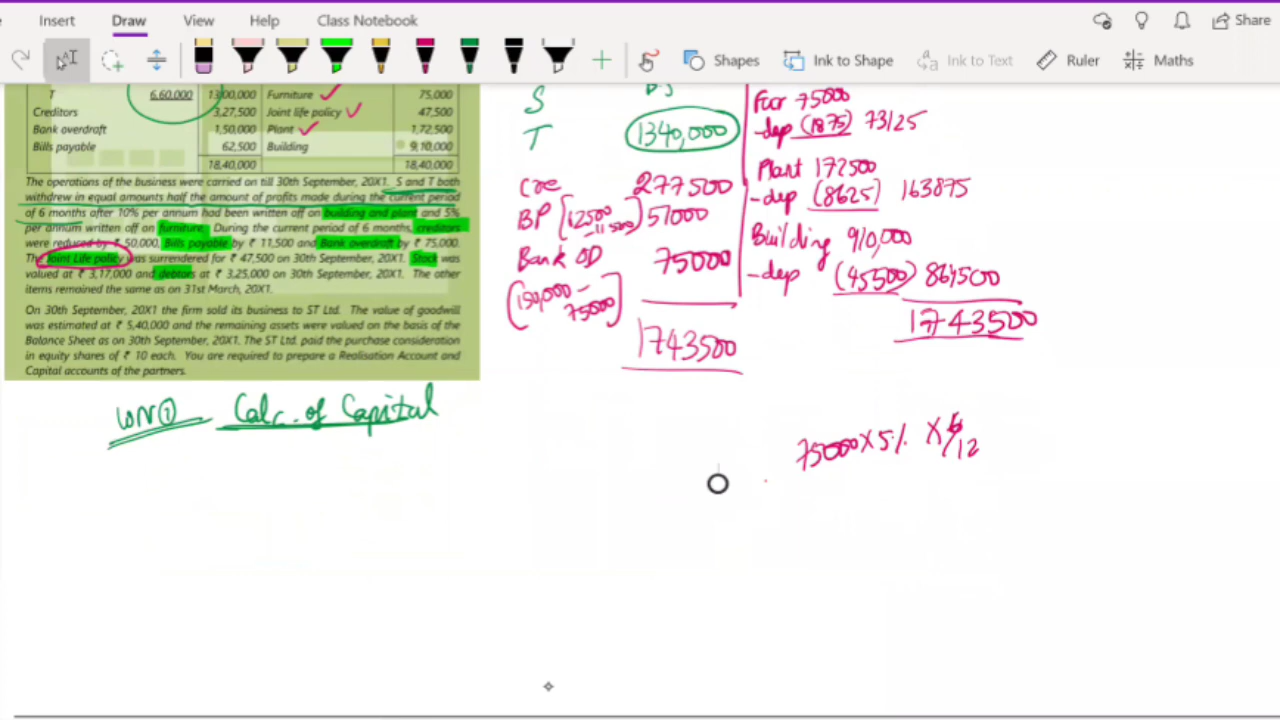 Insert Draw View Help Class Notebook Share
Shapes Ink to Shape Ink to Text Ruler Maths
T 6,60,000 13,00,000 Furniture 75,000
Creditors 3,27,500 Joint life policy 47,500
Bank overdraft 1,50,000 Plant 1,72,500
Bills payable 62,500 Building 9,10,000
18,40,000 18,40,000
The operations of the business were carried on till 30th September, 20X1. S and T both
withdrew in equal amounts half the amount of profits made during the current period
of 6 months after 10% per annum had been written off on building and plant and 5%
per annum written off on furniture. During the current period of 6 months, creditors
were reduced by ₹ 50,000, Bills payable by ₹ 11,500 and Bank overdraft by ₹ 75,000.
The Joint Life policy was surrendered for ₹ 47,500 on 30th September, 20X1. Stock was
valued at ₹ 3,17,000 and debtors at ₹ 3,25,000 on 30th September, 20X1. The other
items remained the same as on 31st March, 20X1.
On 30th September, 20X1 the firm sold its business to ST Ltd. The value of goodwill
was estimated at ₹ 5,40,000 and the remaining assets were valued on the basis of the
Balance Sheet as on 30th September, 20X1. The ST Ltd. paid the purchase consideration
in equity shares of ₹ 10 each. You are required to prepare a Realisation Account and
Capital accounts of the partners.
WN① Calc. of Capital
S
T 1340,000
Cre 277500
BP [62500 - 11500] 51000
Bank OD 75000
[150,000 - 75000]
1743500
Fur 75000
-dep (1875) 73125
Plant 172500
-dep (8625) 163875
Building 910,000
-dep (45500) 864500
1743500
75000 X 5% X 6/12